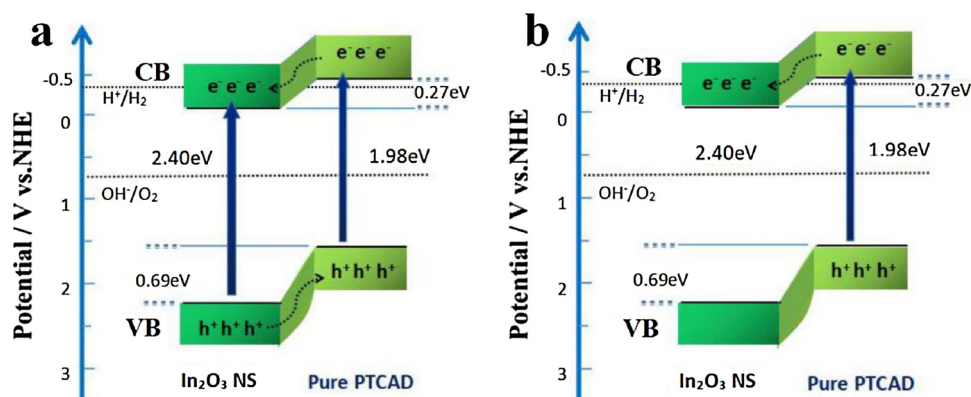 a
Potential / V vs.NHE
-0.5
0
1
2
3
CB
H⁺/H₂
e⁻ e⁻ e⁻
e⁻ e⁻ e⁻
0.27eV
2.40eV
1.98eV
OH⁻/O₂
0.69eV
h⁺ h⁺ h⁺
VB
h⁺ h⁺ h⁺
In₂O₃ NS
Pure PTCAD
b
Potential / V vs.NHE
-0.5
0
1
2
3
CB
H⁺/H₂
e⁻ e⁻ e⁻
e⁻ e⁻ e⁻
0.27eV
2.40eV
1.98eV
OH⁻/O₂
0.69eV
h⁺ h⁺ h⁺
VB
In₂O₃ NS
Pure PTCAD